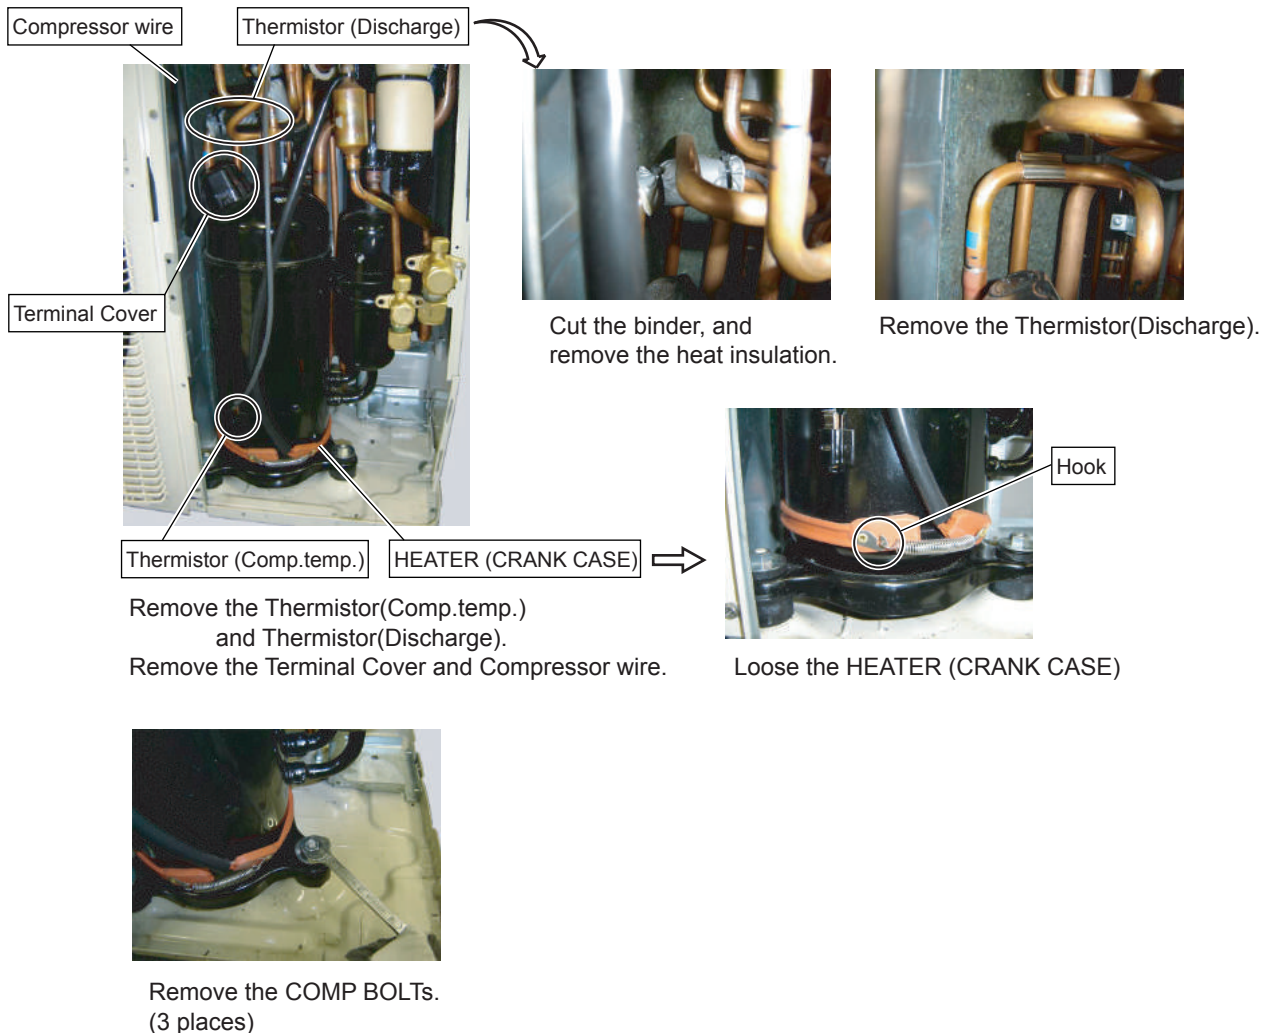 Compressor wire
Thermistor (Discharge)
Terminal Cover
Cut the binder, and
remove the heat insulation.
Remove the Thermistor(Discharge).
Hook
Thermistor (Comp.temp.)
HEATER (CRANK CASE)
Remove the Thermistor(Comp.temp.)
and Thermistor(Discharge).
Remove the Terminal Cover and Compressor wire.
Loose the HEATER (CRANK CASE)
Remove the COMP BOLTs.
(3 places)